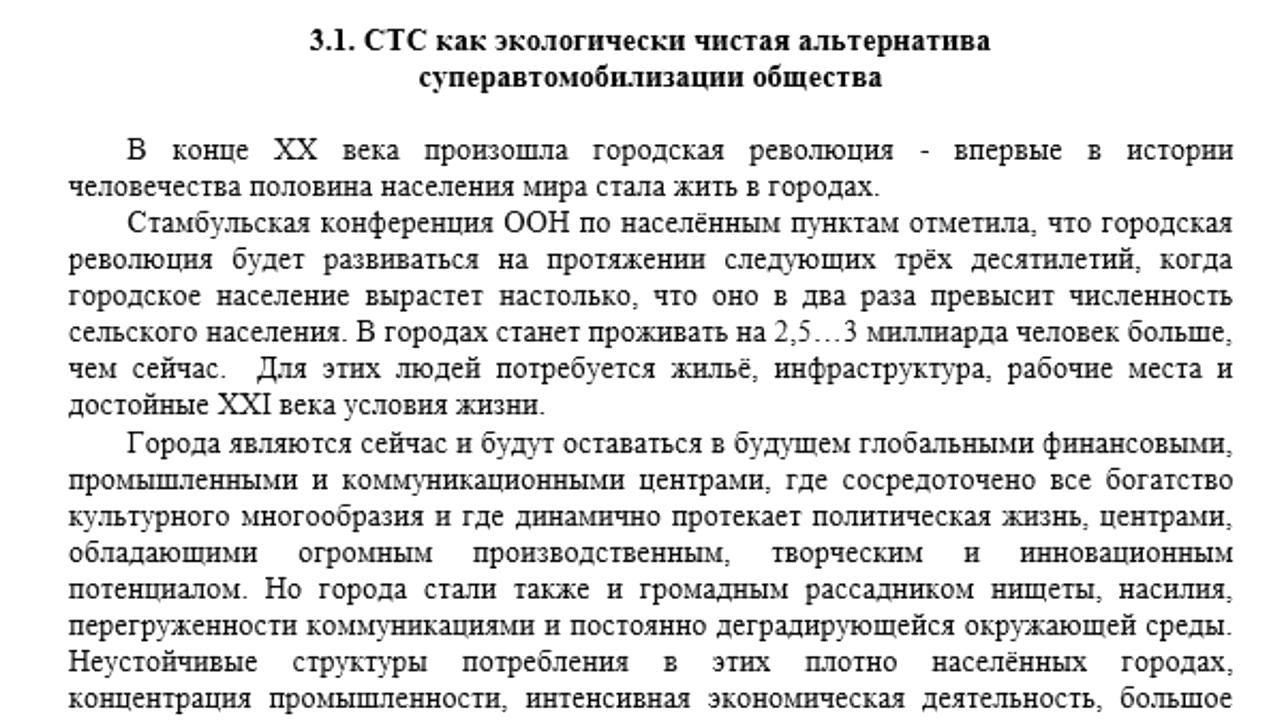 3.1. СТС как экологически чистая альтернатива
суперавтомобилизации общества
В конце XX века произошла городская революция - впервые в истории
человечества половина населения мира стала жить в городах.
Стамбульская конференция ООН по населённым пунктам отметила, что городская
революция будет развиваться на протяжении следующих трёх десятилетий, когда
городское население вырастет настолько, что оно в два раза превысит численность
сельского населения. В городах станет проживать на 2,5…3 миллиарда человек больше,
чем сейчас.  Для этих людей потребуется жильё, инфраструктура, рабочие места и
достойные XXI века условия жизни.
Города являются сейчас и будут оставаться в будущем глобальными финансовыми,
промышленными и коммуникационными центрами, где сосредоточено все богатство
культурного многообразия и где динамично протекает политическая жизнь, центрами,
обладающими огромным производственным, творческим и инновационным
потенциалом. Но города стали также и громадным рассадником нищеты, насилия,
перегруженности коммуникациями и постоянно деградирующейся окружающей среды.
Неустойчивые структуры потребления в этих плотно населённых городах,
концентрация промышленности, интенсивная экономическая деятельность, большое